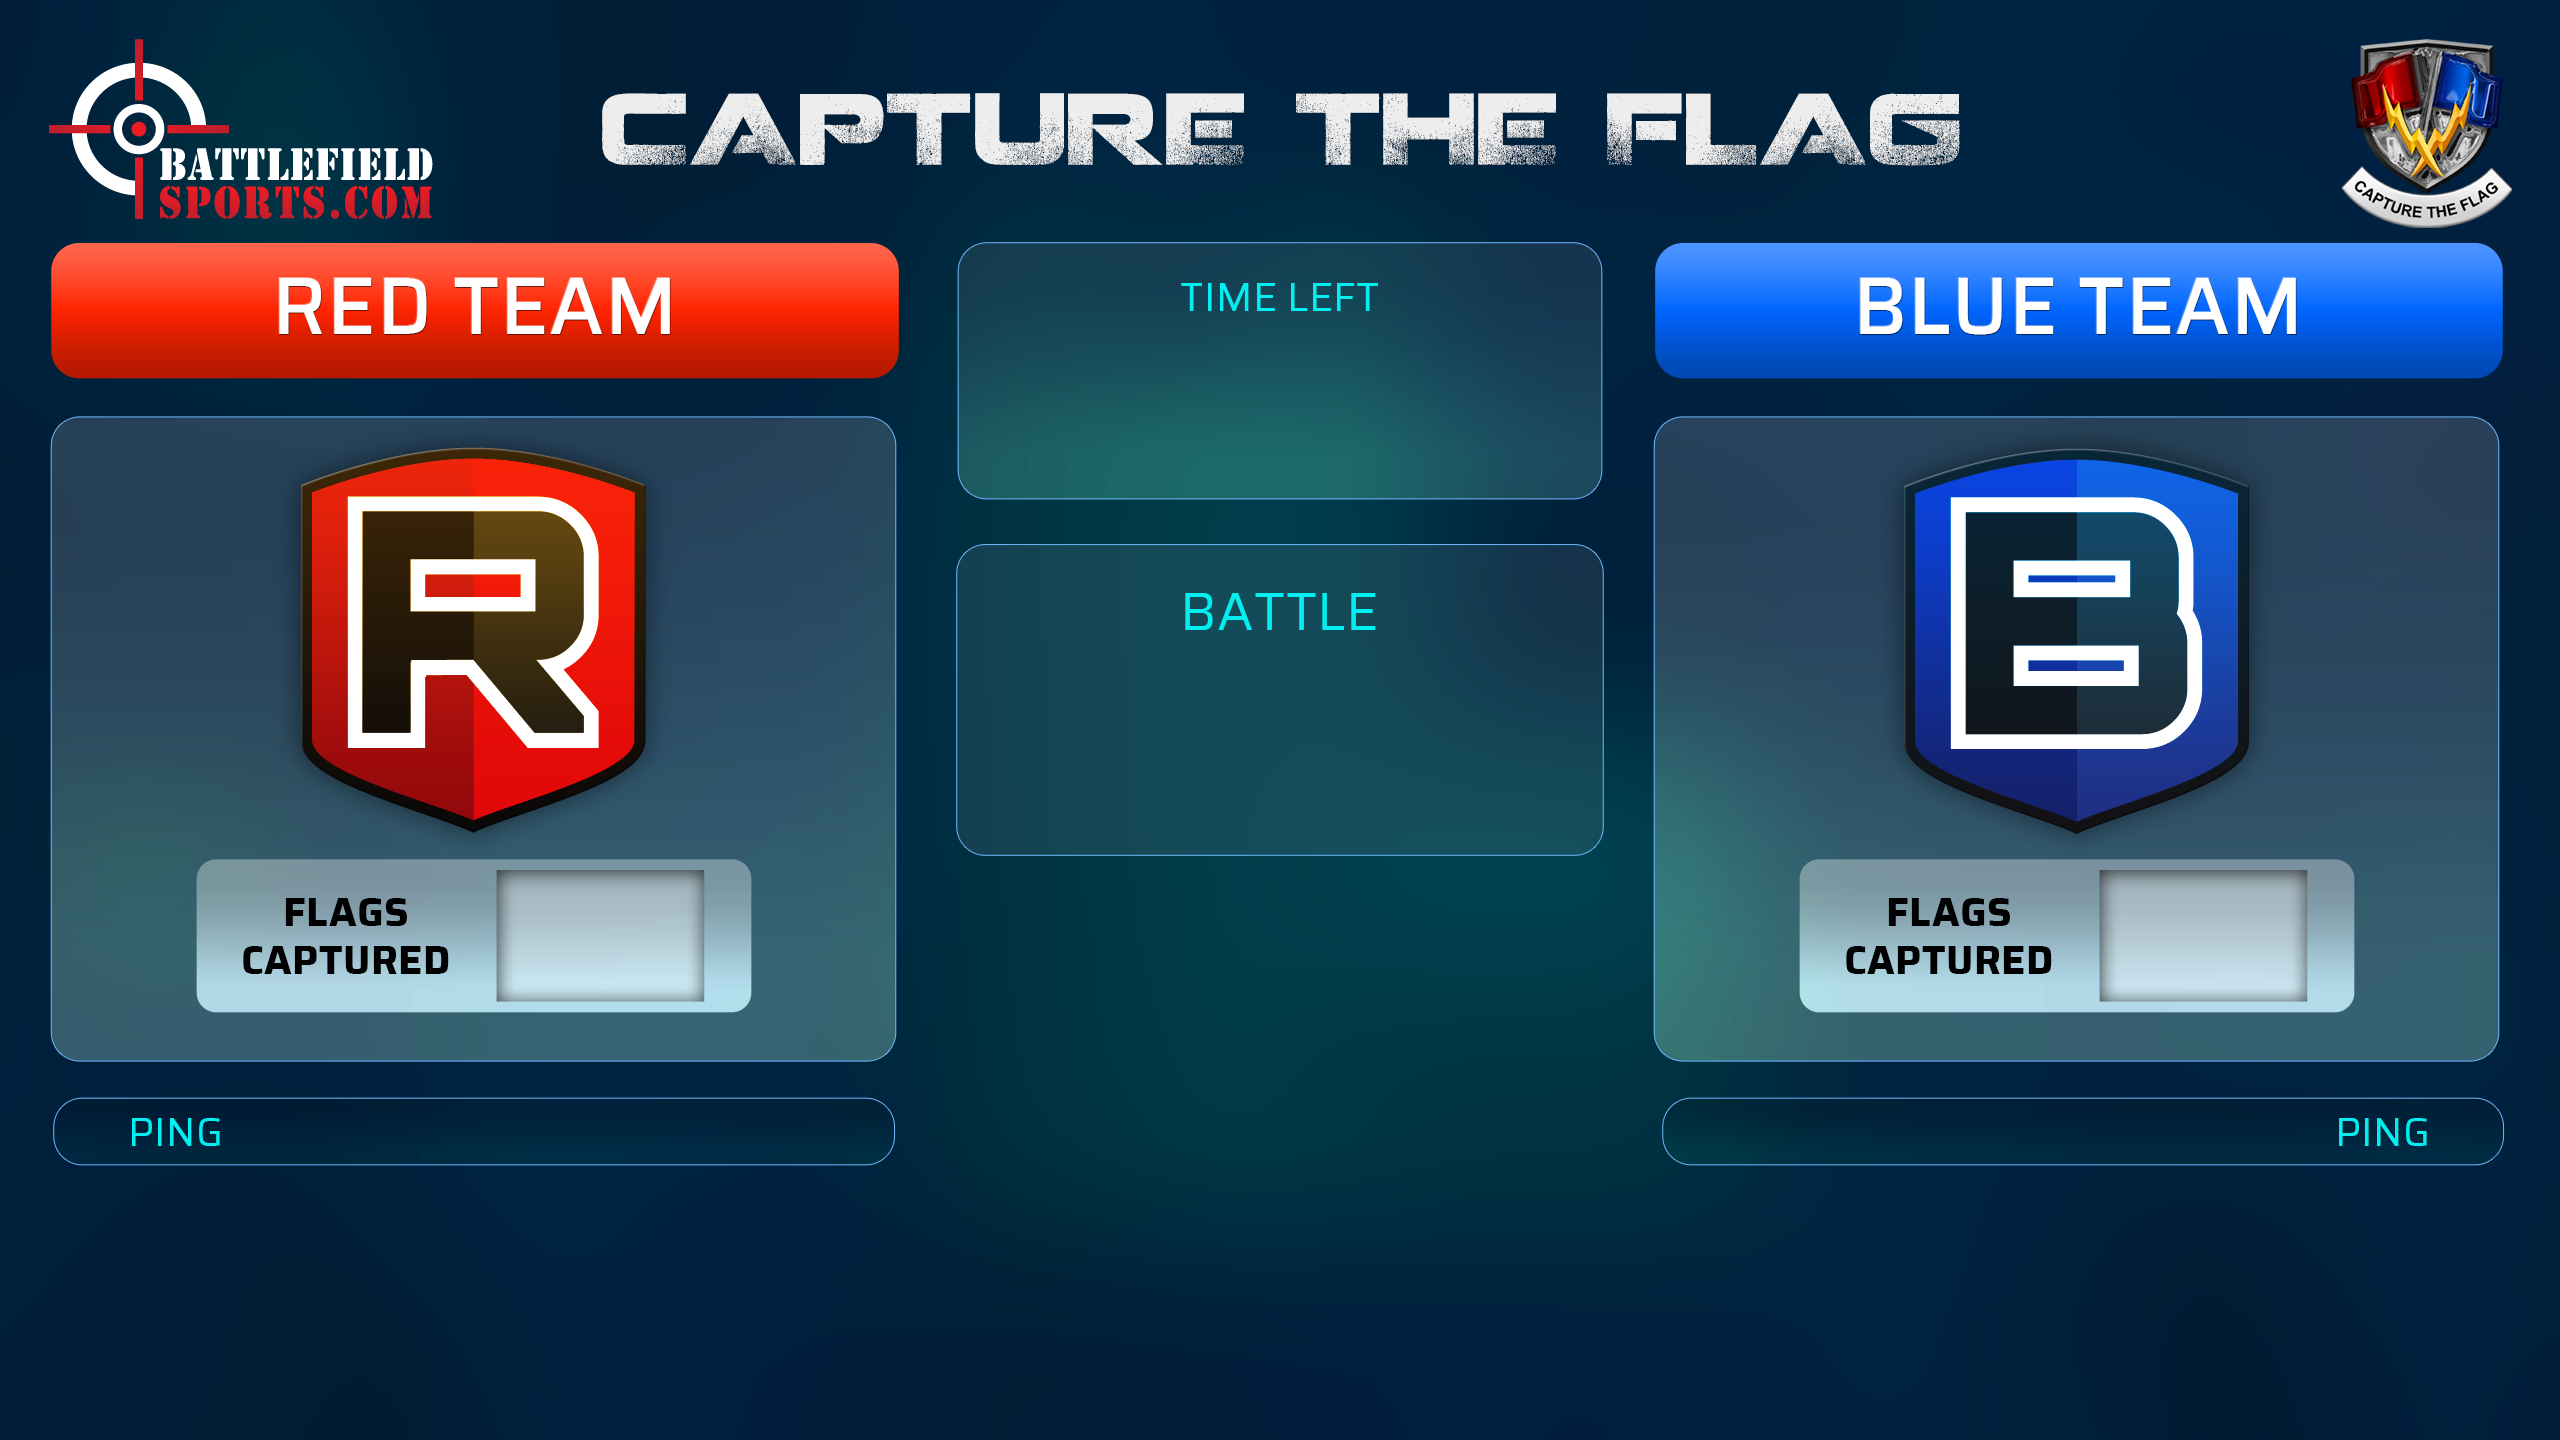 BATTLEFIELD
SPORTS.COM
CAPTURE THE FLAG
CAPTURE THE FLAG
RED TEAM
TIME LEFT
BLUE TEAM
R
BATTLE
B
FLAGS
CAPTURED
FLAGS
CAPTURED
PING
PING